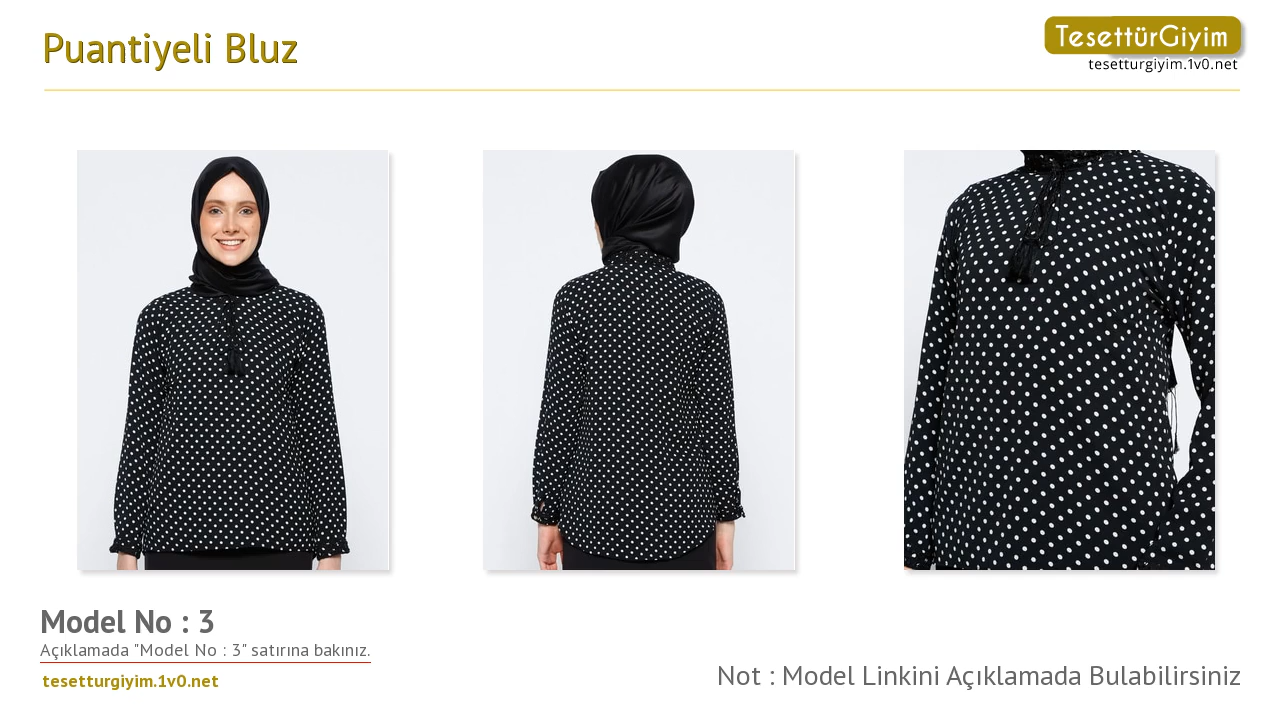 Puantiyeli Bluz
TesettürGiyim
tesetturgiyim.1v0.net
Model No : 3
Açıklamada "Model No : 3" satırına bakınız.
tesetturgiyim.1v0.net
Not : Model Linkini Açıklamada Bulabilirsiniz